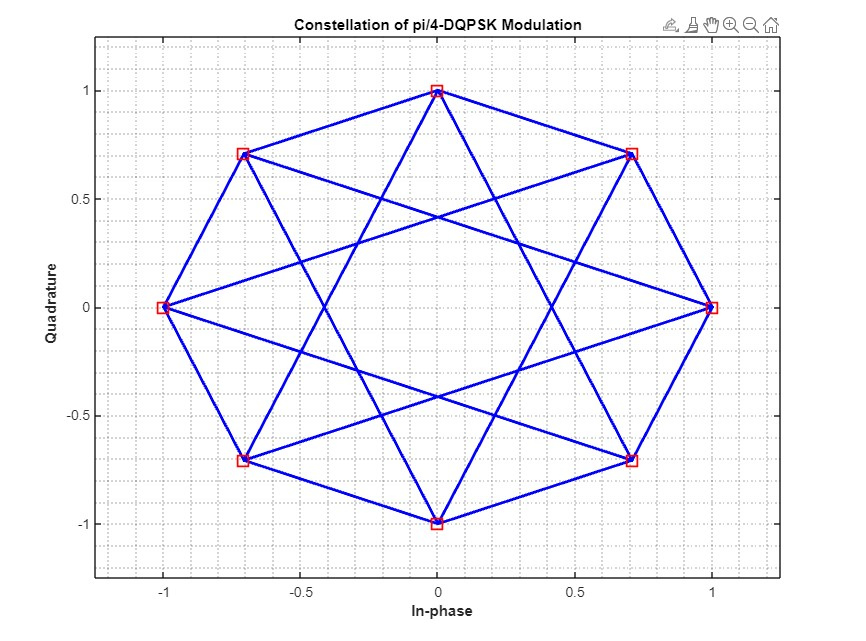 Constellation of pi/4-DQPSK Modulation
1
0.5
0
-0.5
-1
Quadrature
-1 -0.5 0 0.5 1
In-phase